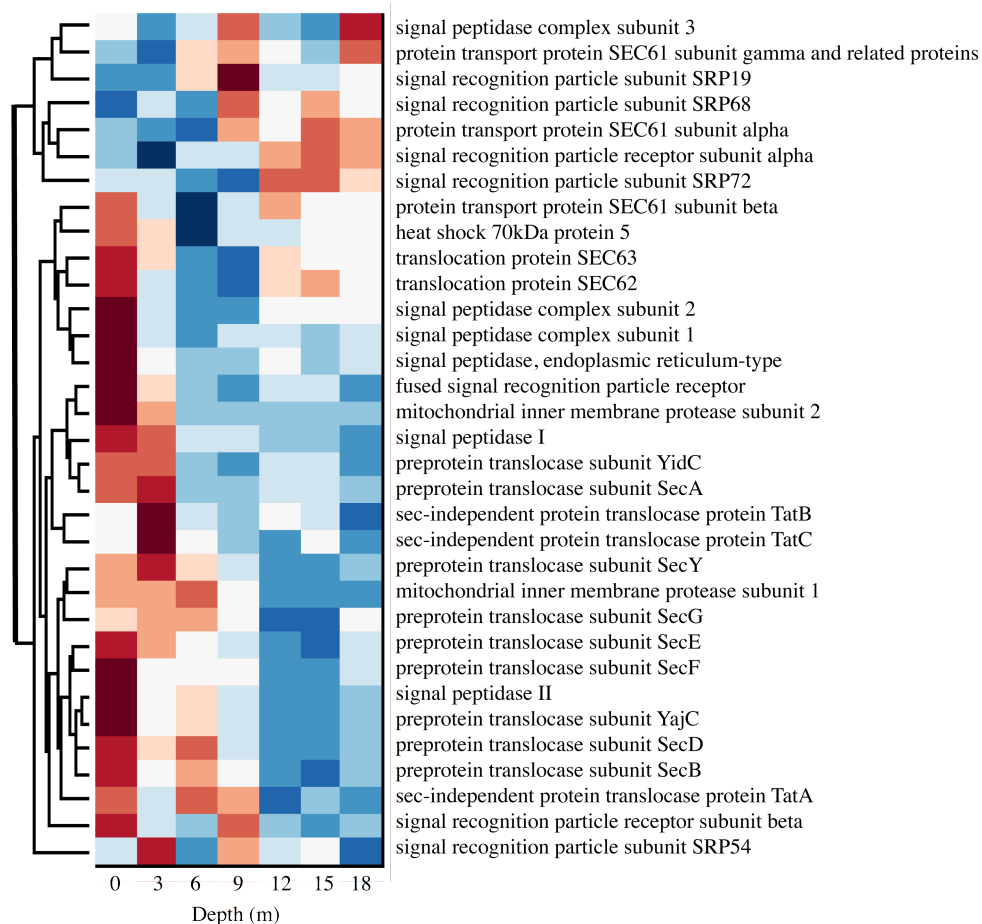 signal peptidase complex subunit 3
protein transport protein SEC61 subunit gamma and related proteins
signal recognition particle subunit SRP19
signal recognition particle subunit SRP68
protein transport protein SEC61 subunit alpha
signal recognition particle receptor subunit alpha
signal recognition particle subunit SRP72
protein transport protein SEC61 subunit beta
heat shock 70kDa protein 5
translocation protein SEC63
translocation protein SEC62
signal peptidase complex subunit 2
signal peptidase complex subunit 1
signal peptidase, endoplasmic reticulum-type
fused signal recognition particle receptor
mitochondrial inner membrane protease subunit 2
signal peptidase I
preprotein translocase subunit YidC
preprotein translocase subunit SecA
sec-independent protein translocase protein TatB
sec-independent protein translocase protein TatC
preprotein translocase subunit SecY
mitochondrial inner membrane protease subunit 1
preprotein translocase subunit SecG
preprotein translocase subunit SecE
preprotein translocase subunit SecF
signal peptidase II
preprotein translocase subunit YajC
preprotein translocase subunit SecD
preprotein translocase subunit SecB
sec-independent protein translocase protein TatA
signal recognition particle receptor subunit beta
signal recognition particle subunit SRP54
0 3 6 9 12 15 18
Depth (m)